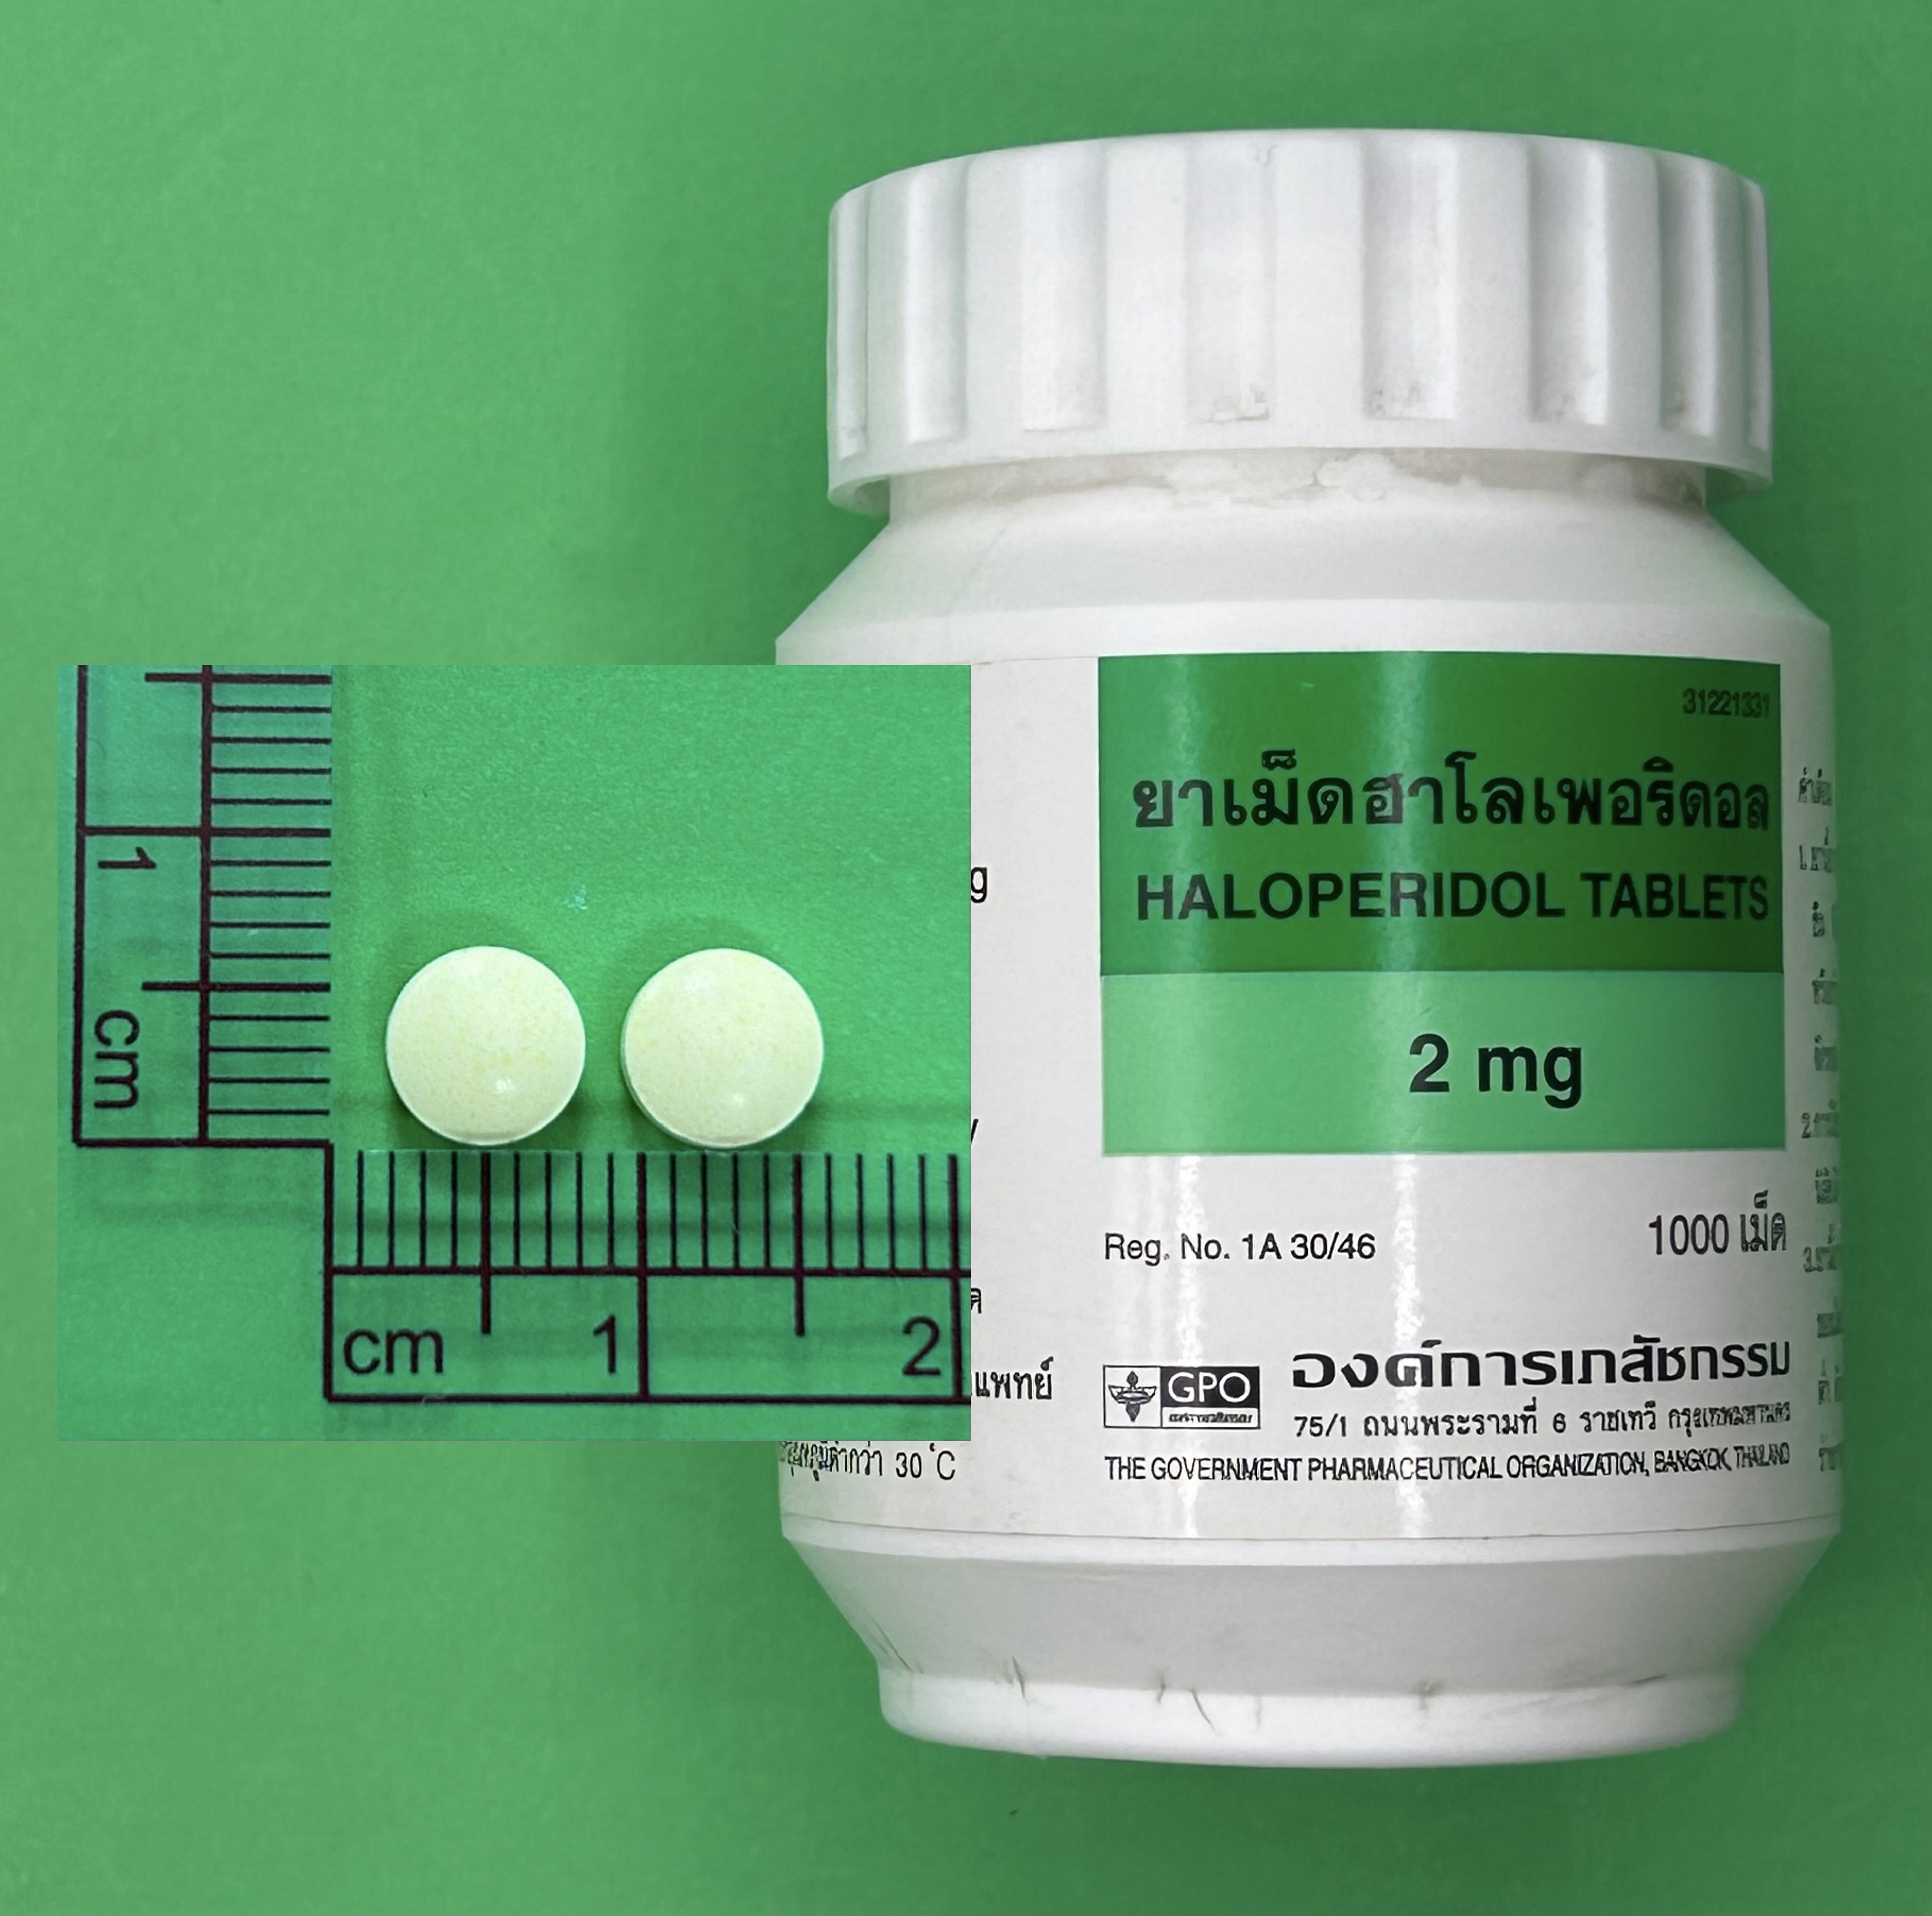 31221331
ยาเม็ดฮาโลเพอริดอล
HALOPERIDOL TABLETS
2 mg
Reg. No. 1A 30/46
1000 เม็ด
GPO
องค์การเภสัชกรรม
75/1 ถนนพระรามที่ 6 ราชเทวี
THE GOVERNMENT PHARMACEUTICAL ORGANIZATION, BANGKOK, THAILAND
แพทย์
30 °C
1
cm
cm
1
2